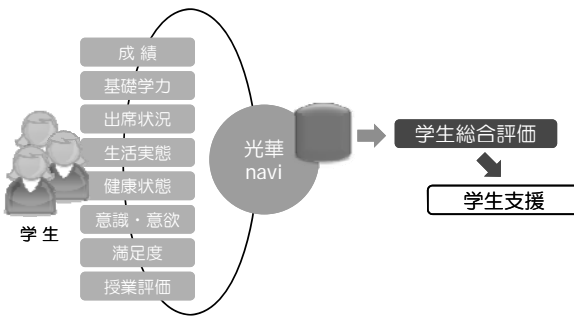 成 績
基礎学力
出席状況
生活実態
健康状態
意識・意欲
満足度
授業評価
学 生
光華
navi
学生総合評価
学生支援